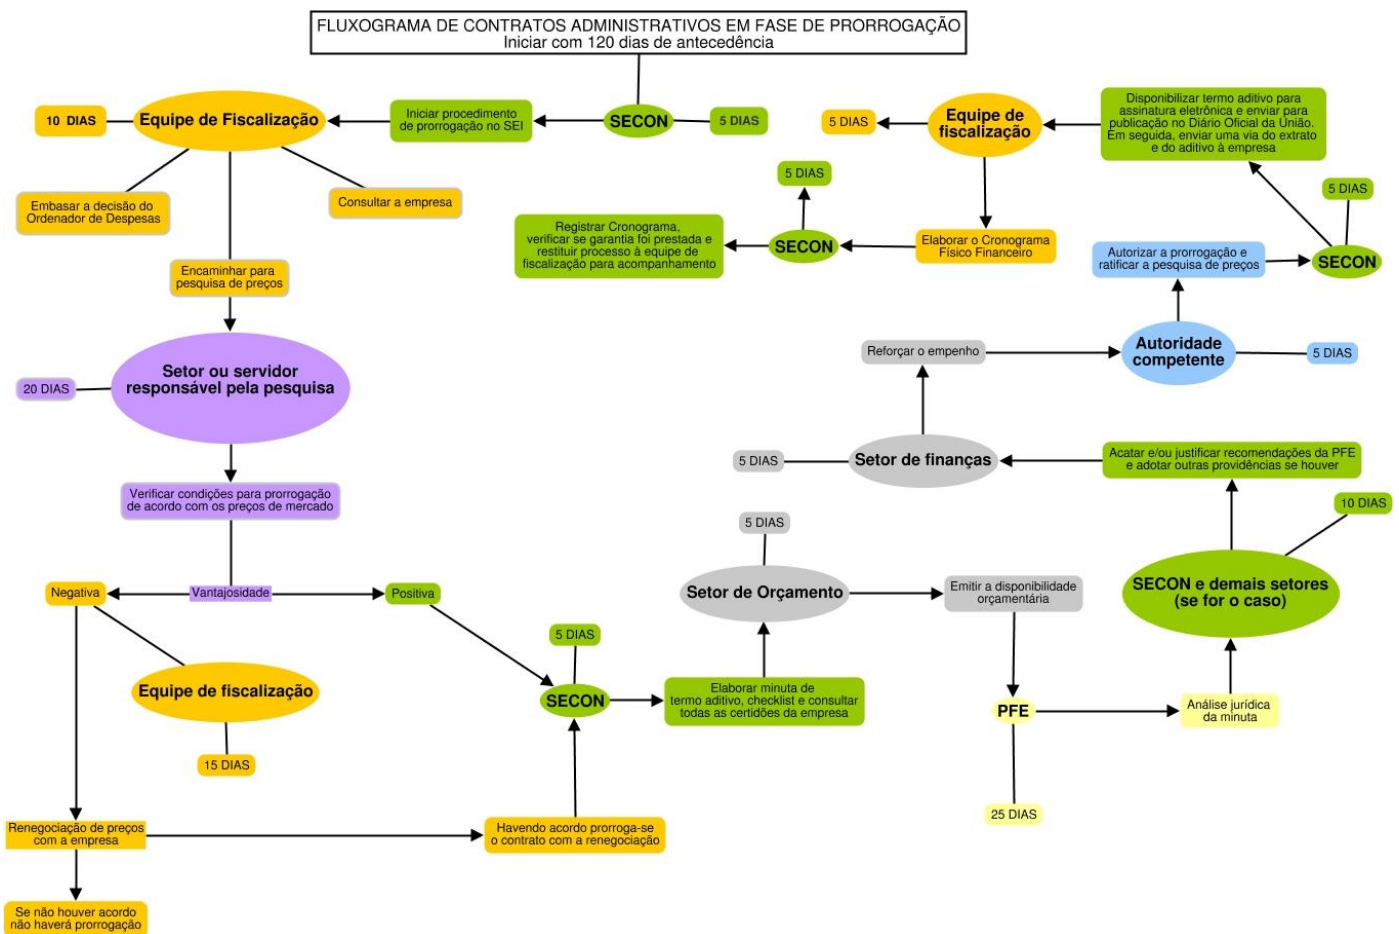 FLUXOGRAMA DE CONTRATOS ADMINISTRATIVOS EM FASE DE PRORROGAÇÃO
Iniciar com 120 dias de antecedência
SECON
5 DIAS
Iniciar procedimento
de prorrogação no SEI
Equipe de Fiscalização
10 DIAS
Embasar a decisão do
Ordenador de Despesas
Consultar a empresa
Encaminhar para
pesquisa de preços
Setor ou servidor
responsável pela pesquisa
20 DIAS
Verificar condições para prorrogação
de acordo com os preços de mercado
Vantajosidade
Negativa
Positiva
Equipe de fiscalização
15 DIAS
Renegociação de preços
com a empresa
Se não houver acordo
não haverá prorrogação
Havendo acordo prorroga-se
o contrato com a renegociação
5 DIAS
SECON
Elaborar minuta de
termo aditivo, checklist e consultar
todas as certidões da empresa
5 DIAS
Setor de Orçamento
Emitir a disponibilidade
orçamentária
PFE
25 DIAS
Análise jurídica
da minuta
SECON e demais setores
(se for o caso)
10 DIAS
Acatar e/ou justificar recomendações da PFE
e adotar outras providências se houver
Setor de finanças
5 DIAS
Reforçar o empenho
Autoridade
competente
5 DIAS
Autorizar a prorrogação e
ratificar a pesquisa de preços
SECON
5 DIAS
Disponibilizar termo aditivo para
assinatura eletrônica e enviar para
publicação no Diário Oficial da União.
Em seguida, enviar uma via do extrato
e do aditivo à empresa
Equipe de
fiscalização
5 DIAS
Elaborar o Cronograma
Físico Financeiro
SECON
5 DIAS
Registrar Cronograma,
verificar se garantia foi prestada e
restituir processo à equipe de
fiscalização para acompanhamento